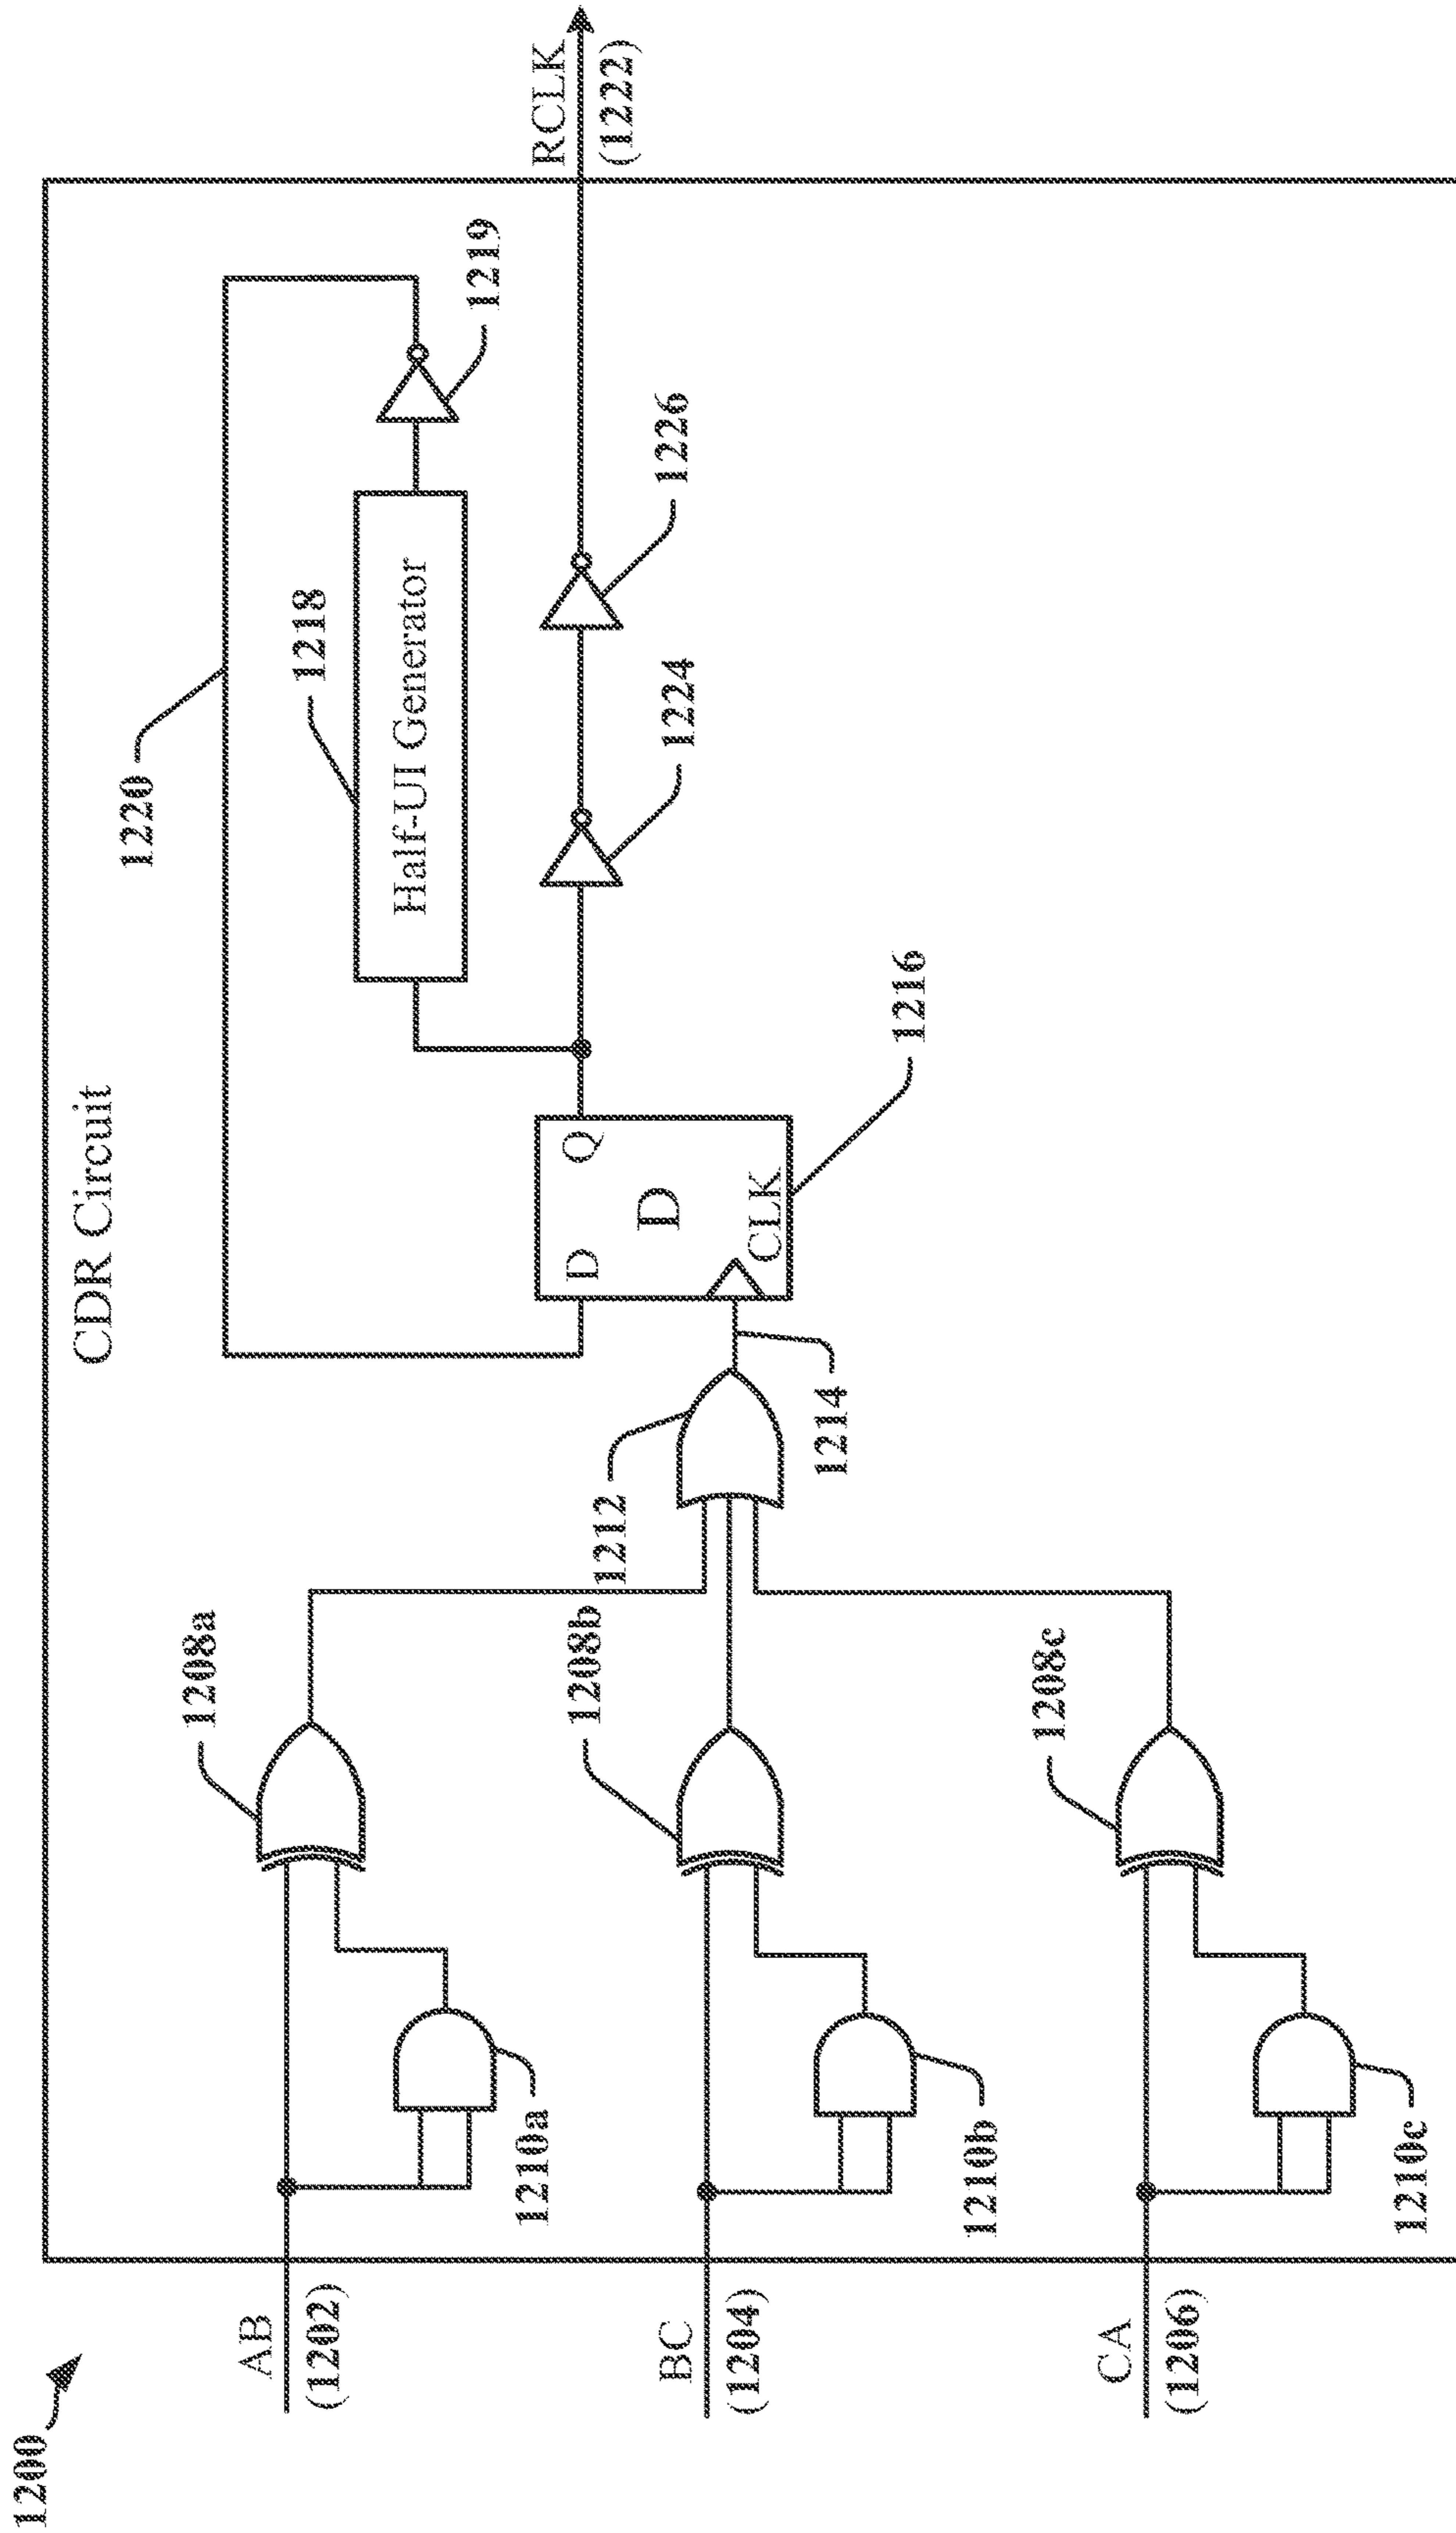 1200
CDR Circuit
AB
(1202)
BC
(1204)
CA
(1206)
1208a
1210a
1208b
1210b
1208c
1210c
1212
1214
D
Q
D
CLK
1216
1220
1218
Half-UI Generator
1219
1224
1226
RCLK
(1222)